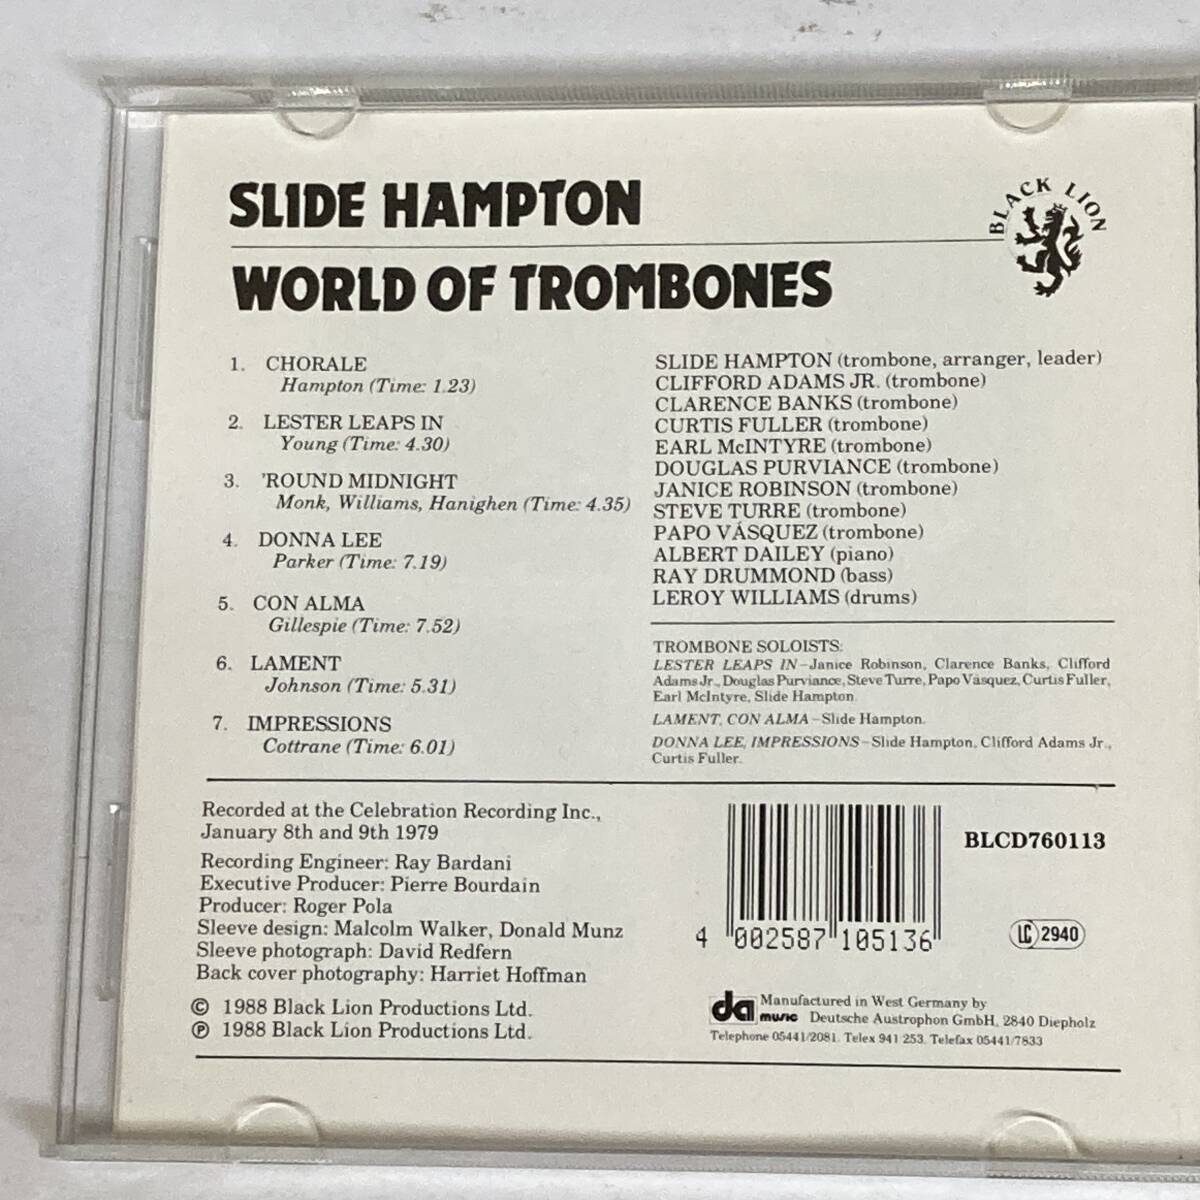 SLIDE HAMPTON
BLACK LION
WORLD OF TROMBONES
1. CHORALE
Hampton (Time: 1.23)
2. LESTER LEAPS IN
Young (Time: 4.30)
3. 'ROUND MIDNIGHT
Monk, Williams, Hanighen (Time: 4.35)
4. DONNA LEE
Parker (Time: 7.19)
5. CON ALMA
Gillespie (Time: 7.52)
6. LAMENT
Johnson (Time: 5.31)
7. IMPRESSIONS
Cottrane (Time: 6.01)
SLIDE HAMPTON (trombone, arranger, leader)
CLIFFORD ADAMS JR. (trombone)
CLARENCE BANKS (trombone)
CURTIS FULLER (trombone)
EARL McINTYRE (trombone)
DOUGLAS PURVIANCE (trombone)
JANICE ROBINSON (trombone)
STEVE TURRE (trombone)
PAPO VÁSQUEZ (trombone)
ALBERT DAILEY (piano)
RAY DRUMMOND (bass)
LEROY WILLIAMS (drums)
TROMBONE SOLOISTS:
LESTER LEAPS IN – Janice Robinson, Clarence Banks, Clifford
Adams Jr., Douglas Purviance, Steve Turre, Papo Vásquez, Curtis Fuller,
Earl McIntyre, Slide Hampton.
LAMENT, CON ALMA – Slide Hampton.
DONNA LEE, IMPRESSIONS – Slide Hampton, Clifford Adams Jr.,
Curtis Fuller.
Recorded at the Celebration Recording Inc.,
January 8th and 9th 1979
Recording Engineer: Ray Bardani
Executive Producer: Pierre Bourdain
Producer: Roger Pola
Sleeve design: Malcolm Walker, Donald Munz
Sleeve photograph: David Redfern
Back cover photography: Harriet Hoffman
© 1988 Black Lion Productions Ltd.
℗ 1988 Black Lion Productions Ltd.
BLCD760113
4 002587 105136
LC 2940
da music
Manufactured in West Germany by
Deutsche Austrophon GmbH, 2840 Diepholz
Telephone 05441/2081. Telex 941 253. Telefax 05441/7833